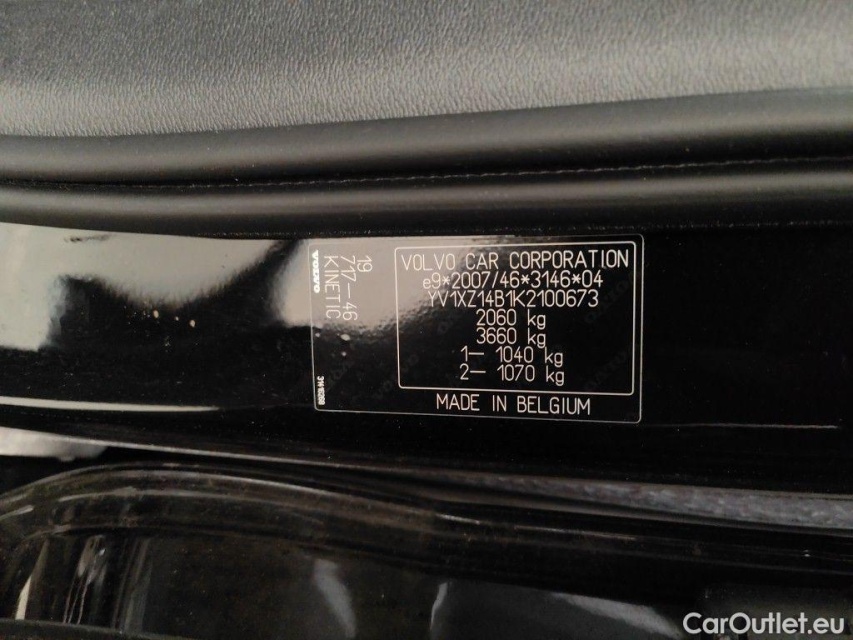 VOLVO
19
717-46
KINETIC
VOLVO CAR CORPORATION
e9*2007/46*3146*04
YV1XZ14B1K2100673
2060 kg
3660 kg
1- 1040 kg
2- 1070 kg
MADE IN BELGIUM
CarOutlet.eu